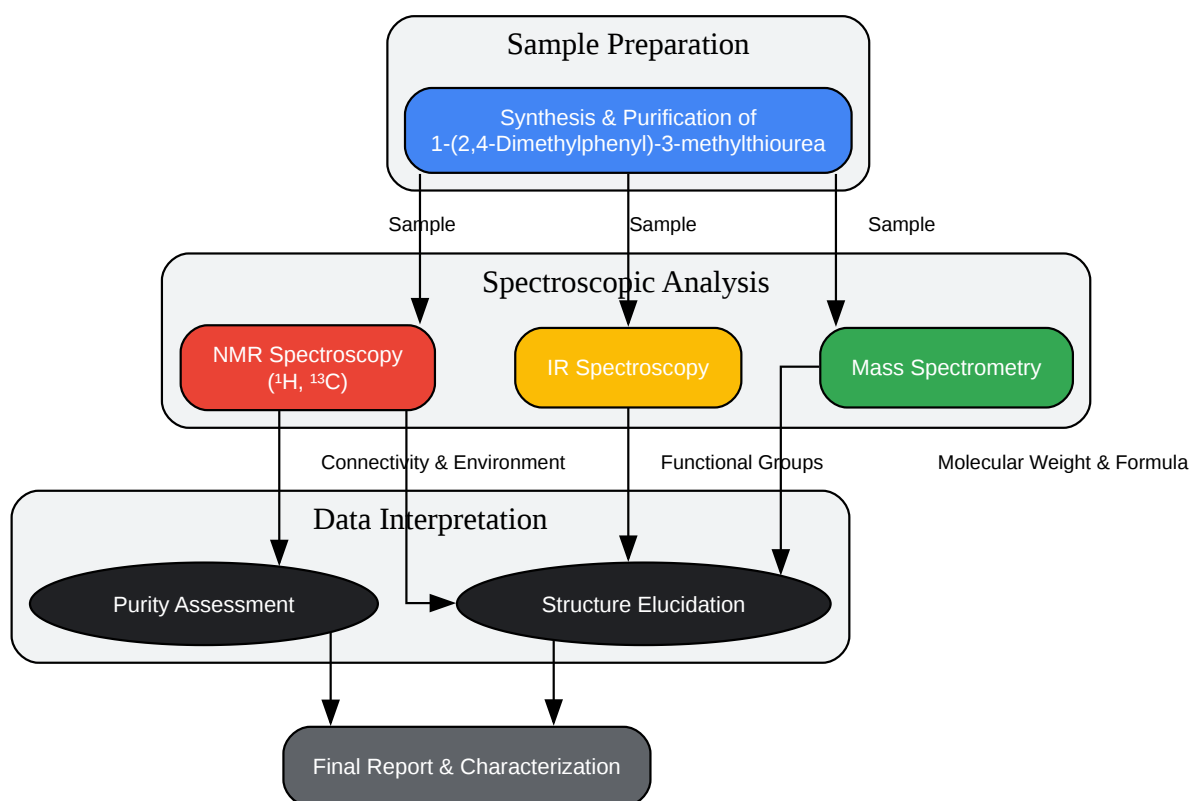 Sample Preparation
Synthesis & Purification of
1-(2,4-Dimethylphenyl)-3-methylthiourea
Sample
Sample
Sample
Spectroscopic Analysis
NMR Spectroscopy
(¹H, ¹³C)
IR Spectroscopy
Mass Spectrometry
Connectivity & Environment
Functional Groups
Molecular Weight & Formula
Data Interpretation
Purity Assessment
Structure Elucidation
Final Report & Characterization